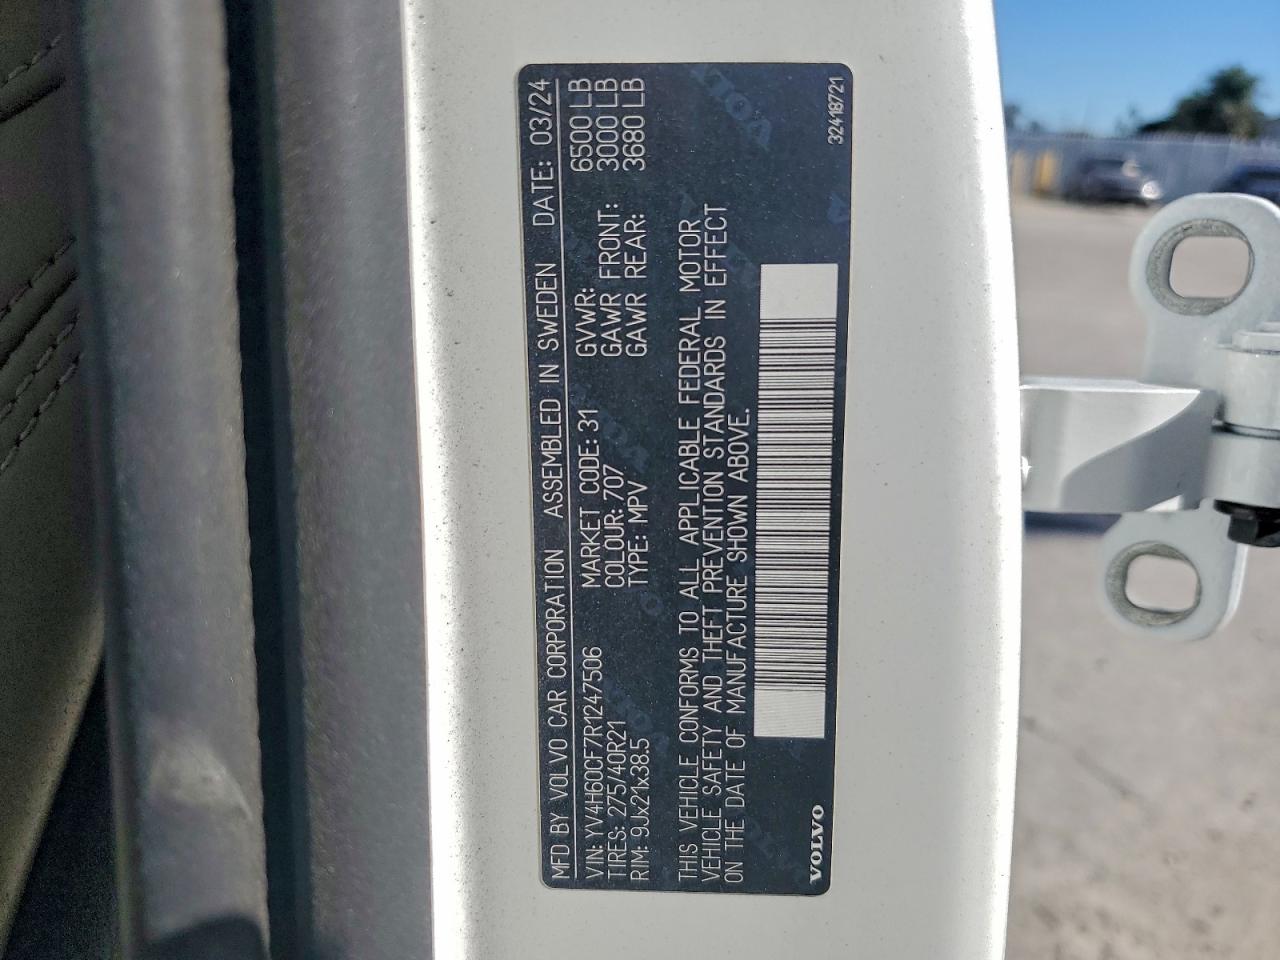 MFD BY VOLVO CAR CORPORATION ASSEMBLED IN SWEDEN DATE: 03/24
VIN: YV4H60CF7R1247506 MARKET CODE: 31 GVWR: 6500 LB
TIRES: 275/40R21 COLOUR: 707 GAWR FRONT: 3000 LB
RIM: 9Jx21x38.5 TYPE: MPV GAWR REAR: 3680 LB
THIS VEHICLE CONFORMS TO ALL APPLICABLE FEDERAL MOTOR
VEHICLE SAFETY AND THEFT PREVENTION STANDARDS IN EFFECT
ON THE DATE OF MANUFACTURE SHOWN ABOVE.
VOLVO 32418721